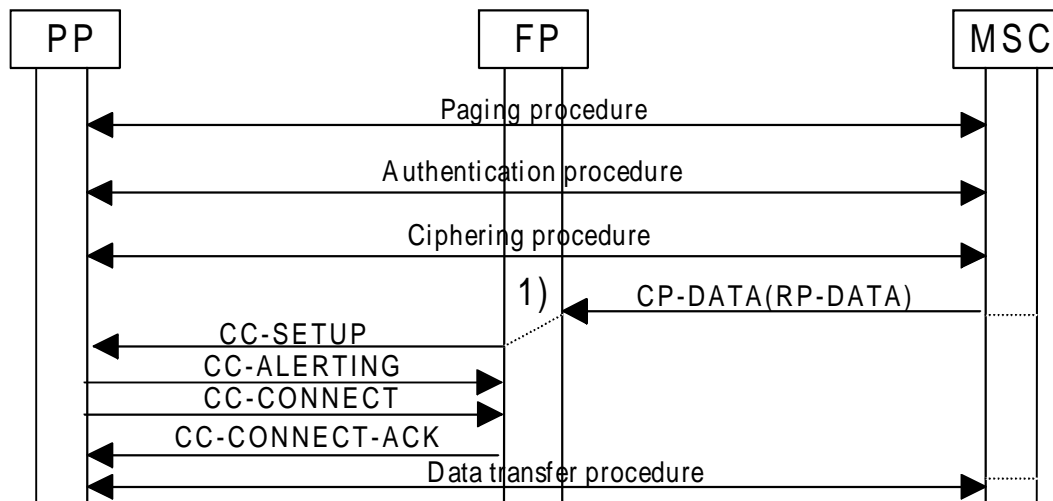 PP FP MSC
Paging procedure
Authentication procedure
Ciphering procedure
1) CP-DATA(RP-DATA)
CC-SETUP
CC-ALERTING
CC-CONNECT
CC-CONNECT-ACK
Data transfer procedure